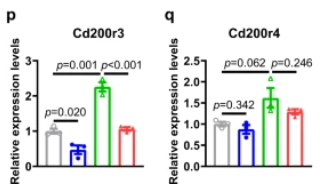 p
Cd200r3
Relative expression levels
3
2
1
0
p=0.001
p<0.001
p=0.020
q
Cd200r4
Relative expression levels
2.5
2.0
1.5
1.0
0.5
0.0
p=0.062
p=0.246
p=0.342